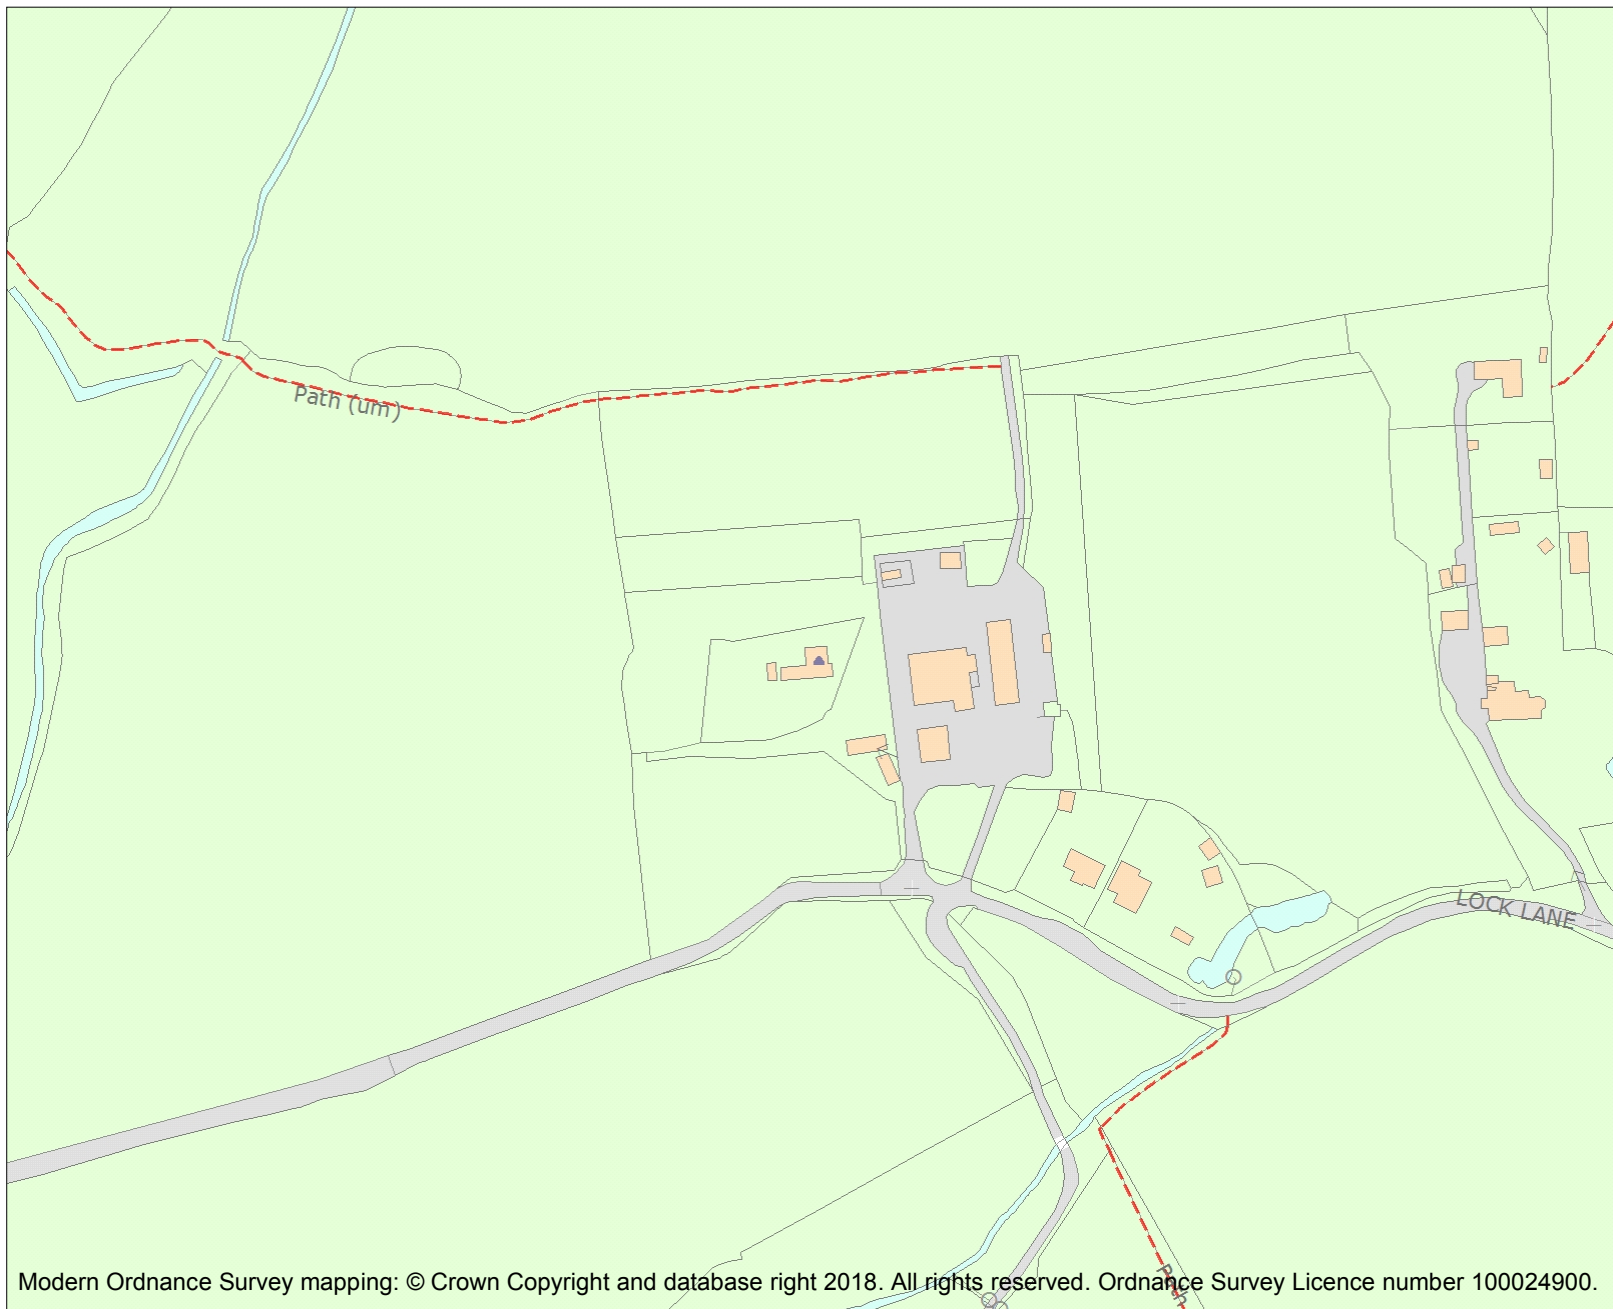 Path (um)
LOCK LANE
Path
Modern Ordnance Survey mapping: © Crown Copyright and database right 2018. All rights reserved. Ordnance Survey Licence number 100024900.